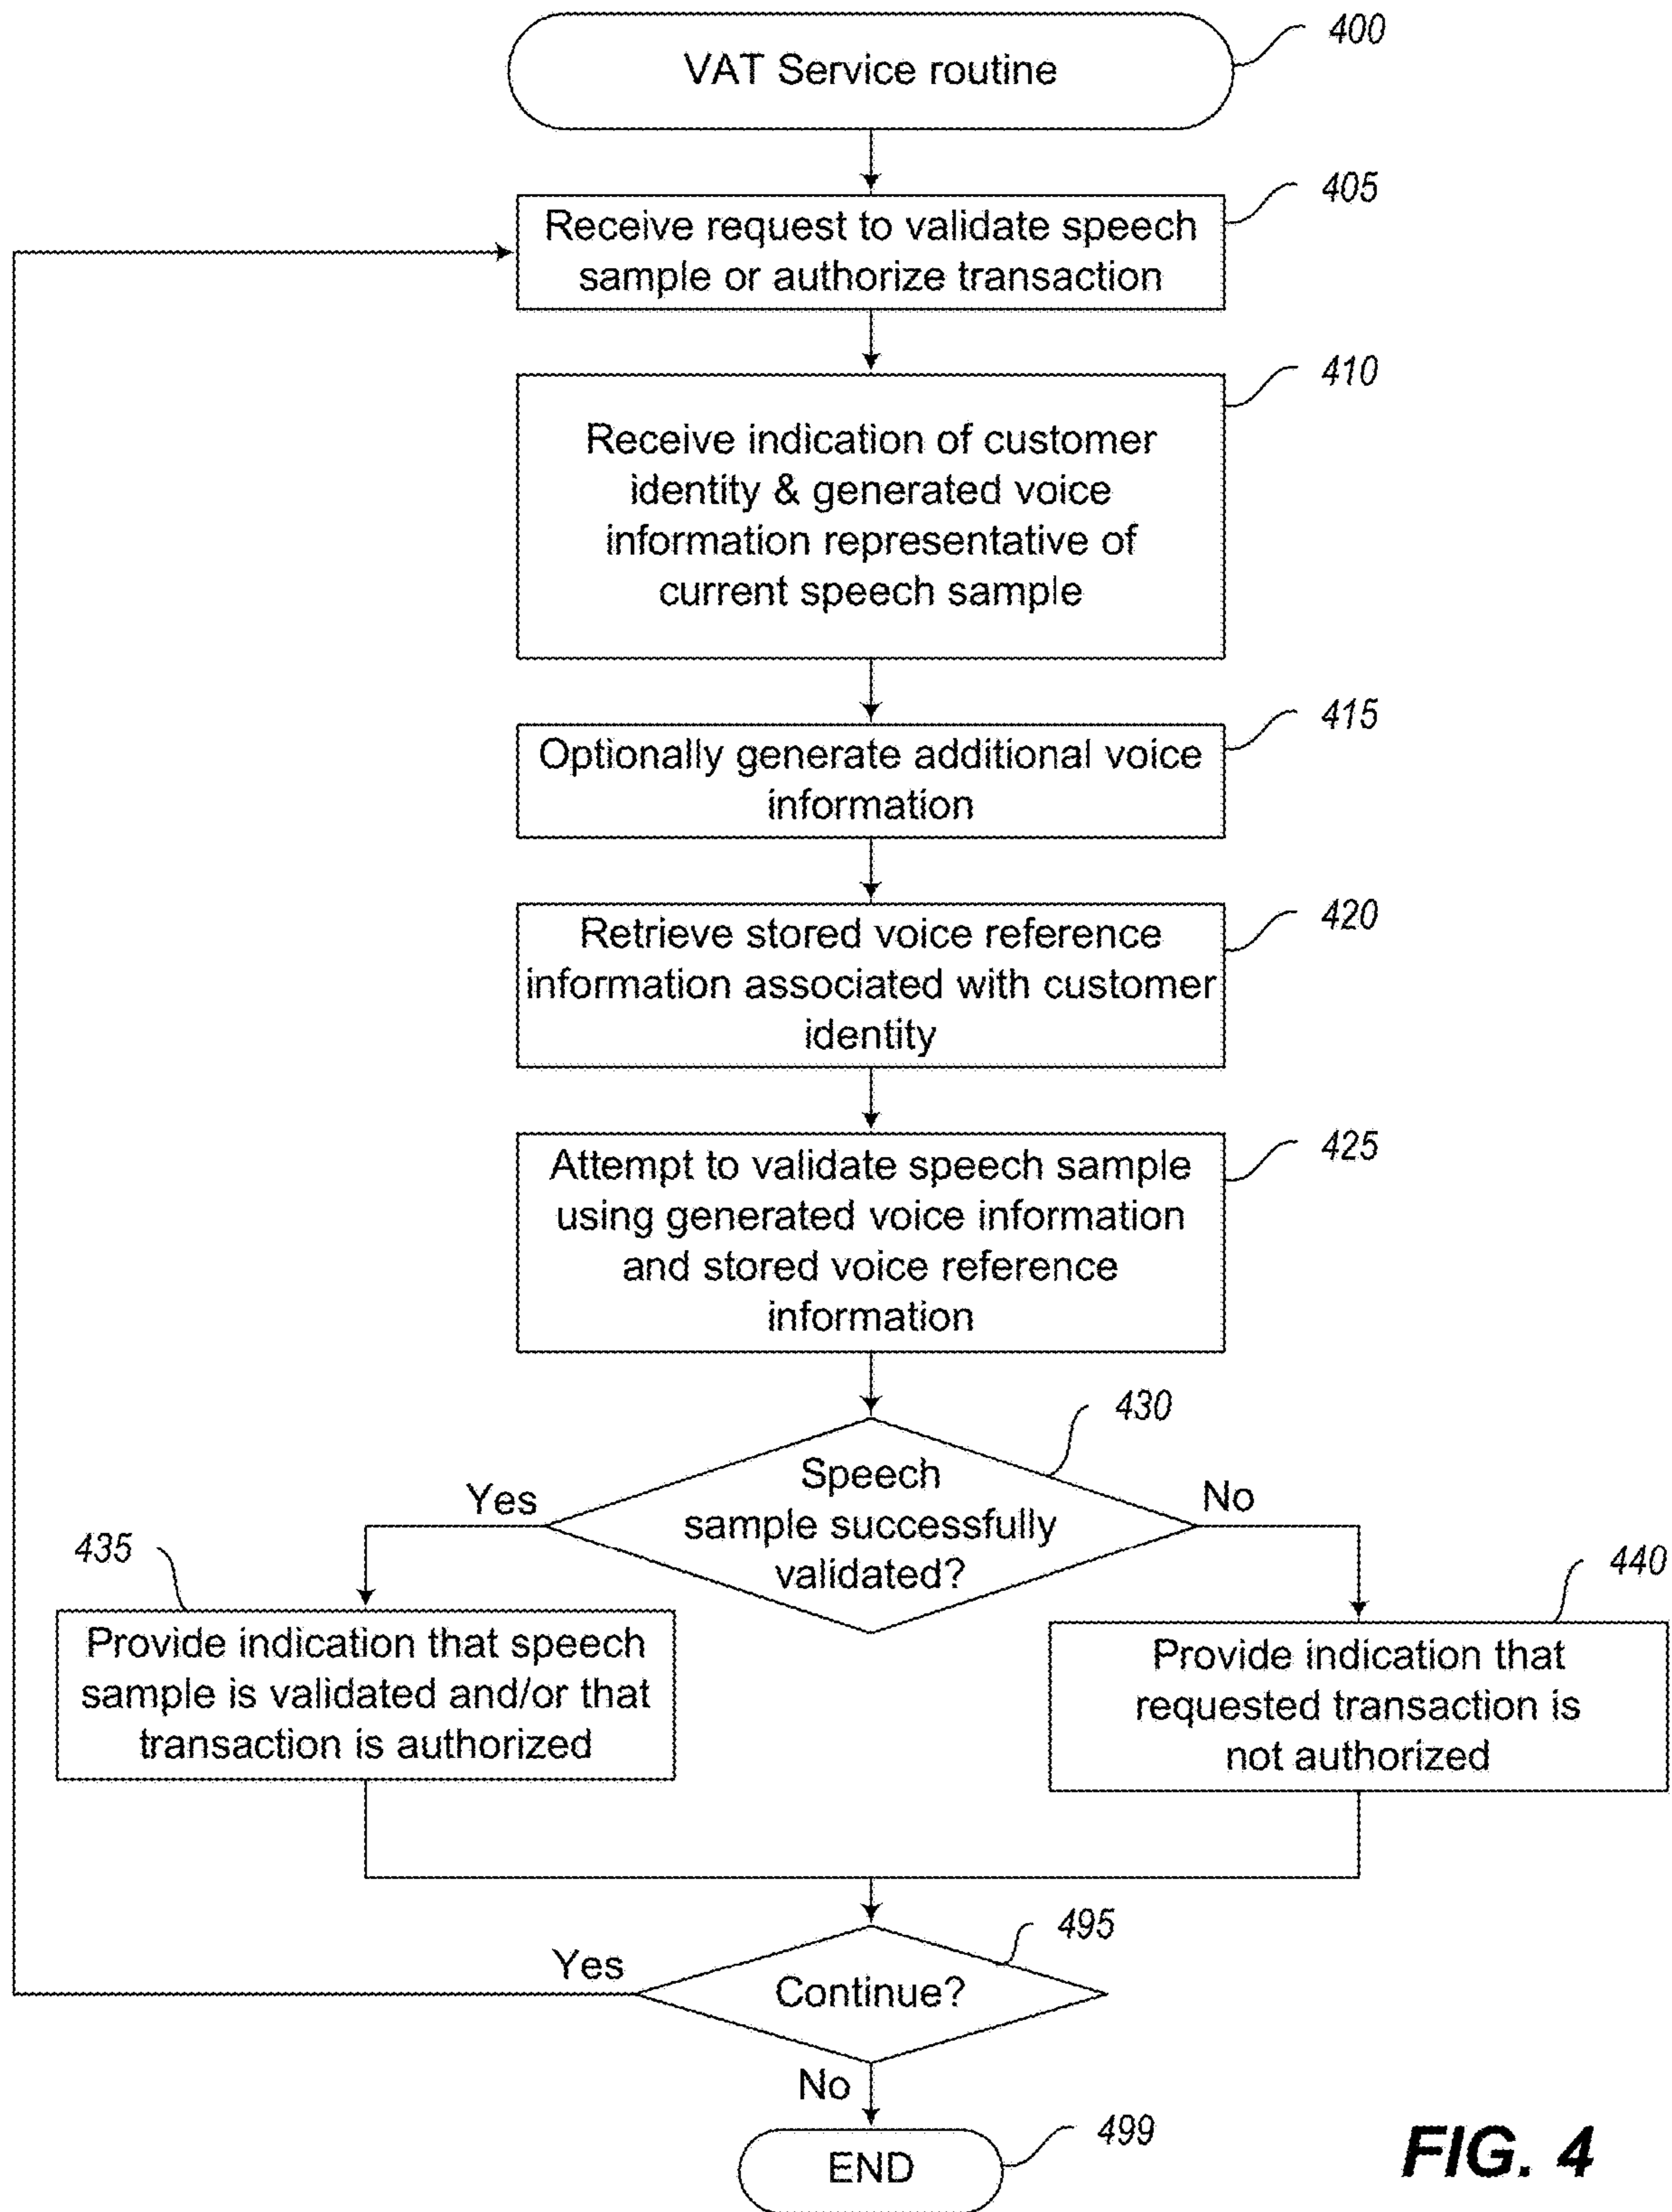 400
VAT Service routine
405
Receive request to validate speech
sample or authorize transaction
410
Receive indication of customer
identity & generated voice
information representative of
current speech sample
415
Optionally generate additional voice
information
420
Retrieve stored voice reference
information associated with customer
identity
425
Attempt to validate speech sample
using generated voice information
and stored voice reference
information
430
Speech
sample successfully
validated?
Yes
No
435
Provide indication that speech
sample is validated and/or that
transaction is authorized
440
Provide indication that
requested transaction is
not authorized
495
Continue?
Yes
No
499
END
FIG. 4